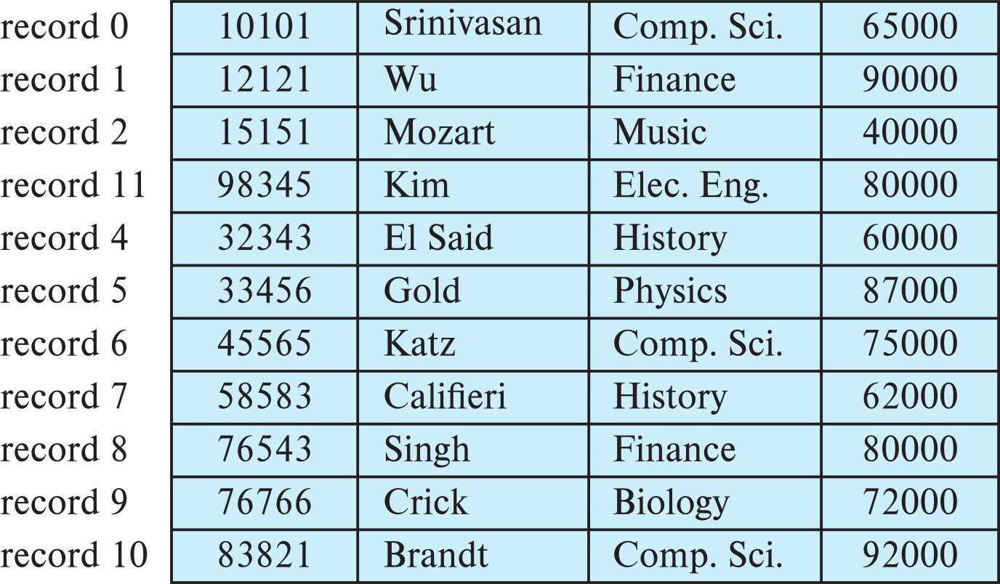 record 0 10101 Srinivasan Comp. Sci. 65000
record 1 12121 Wu Finance 90000
record 2 15151 Mozart Music 40000
record 11 98345 Kim Elec. Eng. 80000
record 4 32343 El Said History 60000
record 5 33456 Gold Physics 87000
record 6 45565 Katz Comp. Sci. 75000
record 7 58583 Califieri History 62000
record 8 76543 Singh Finance 80000
record 9 76766 Crick Biology 72000
record 10 83821 Brandt Comp. Sci. 92000